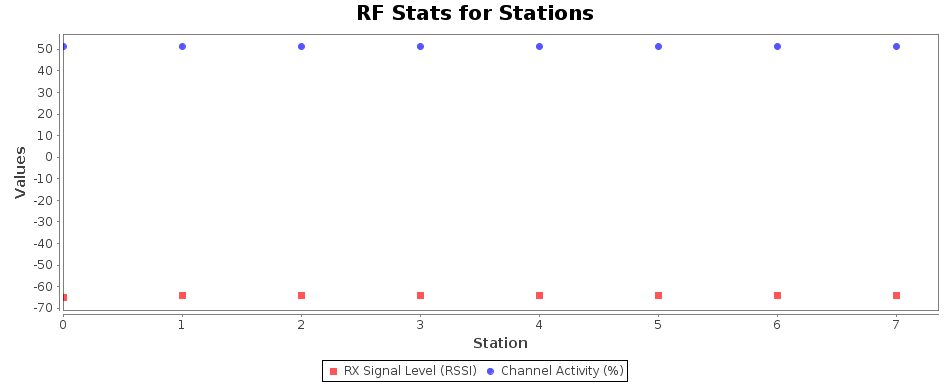 RF Stats for Stations
50
40
30
20
10
0
-10
-20
-30
-40
-50
-60
-70
Values
0 1 2 3 4 5 6 7
Station
RX Signal Level (RSSI) Channel Activity (%)